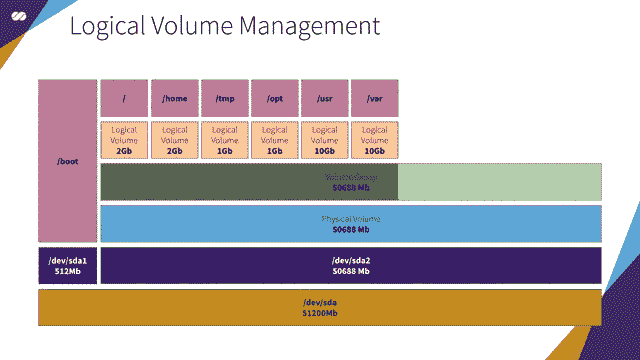 Logical Volume Management
/ /home /tmp /opt /usr /var
Logical Volume 2Gb
Logical Volume 2Gb
Logical Volume 1Gb
Logical Volume 1Gb
Logical Volume 10Gb
Logical Volume 10Gb
/boot
Volume Group
50688 Mb
Physical Volume
50688 Mb
/dev/sda1
512Mb
/dev/sda2
50688 Mb
/dev/sda
51200Mb